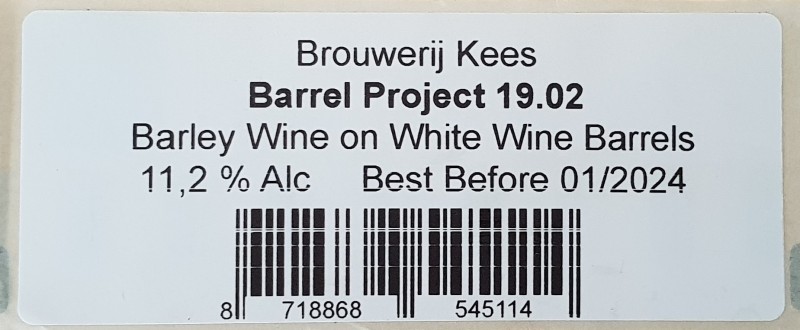 Brouwerij Kees
Barrel Project 19.02
Barley Wine on White Wine Barrels
11,2 % Alc Best Before 01/2024
8 718868 545114